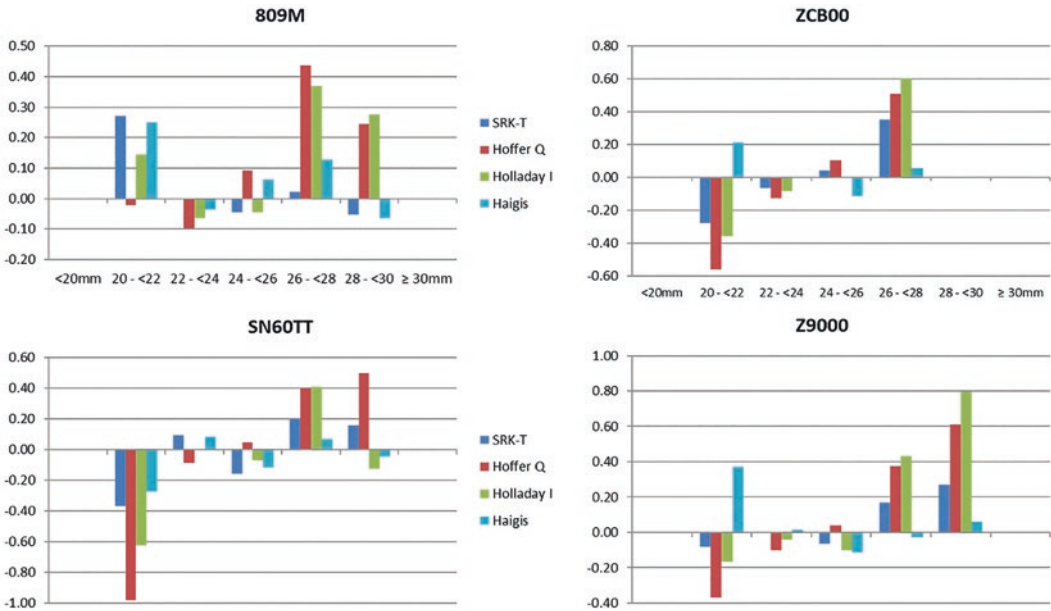 809M
0.50
0.40
0.30
0.20
0.10
0.00
-0.10
-0.20
<20mm 20 - <22 22 - <24 24 - <26 26 - <28 28 - <30 ≥ 30mm
SRK-T
Hoffer Q
Holladay I
Haigis
ZCB00
0.80
0.60
0.40
0.20
0.00
-0.20
-0.40
-0.60
<20mm 20 - <22 22 - <24 24 - <26 26 - <28 28 - <30 ≥ 30mm
SN60TT
0.60
0.40
0.20
0.00
-0.20
-0.40
-0.60
-0.80
-1.00
SRK-T
Hoffer Q
Holladay I
Haigis
Z9000
1.00
0.80
0.60
0.40
0.20
0.00
-0.20
-0.40